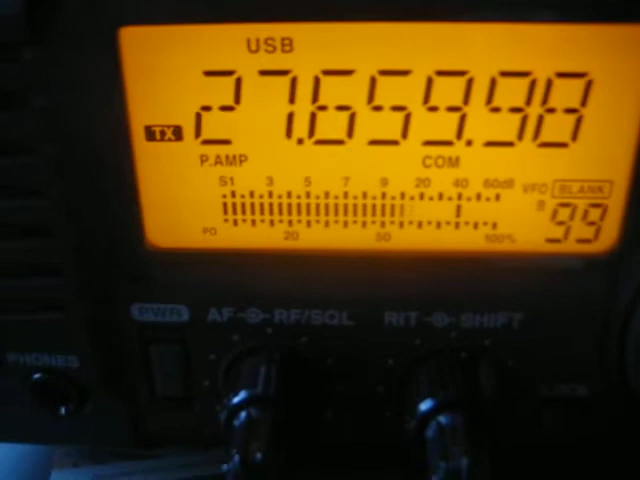 USB
TX 27.659.98
P.AMP COM
S1 3 5 7 9 20 40 60dB VFO BLANK
B 99
PO 20 50 100%
PWR AF RF/SQL RIT SHIFT
PHONES
LOCK